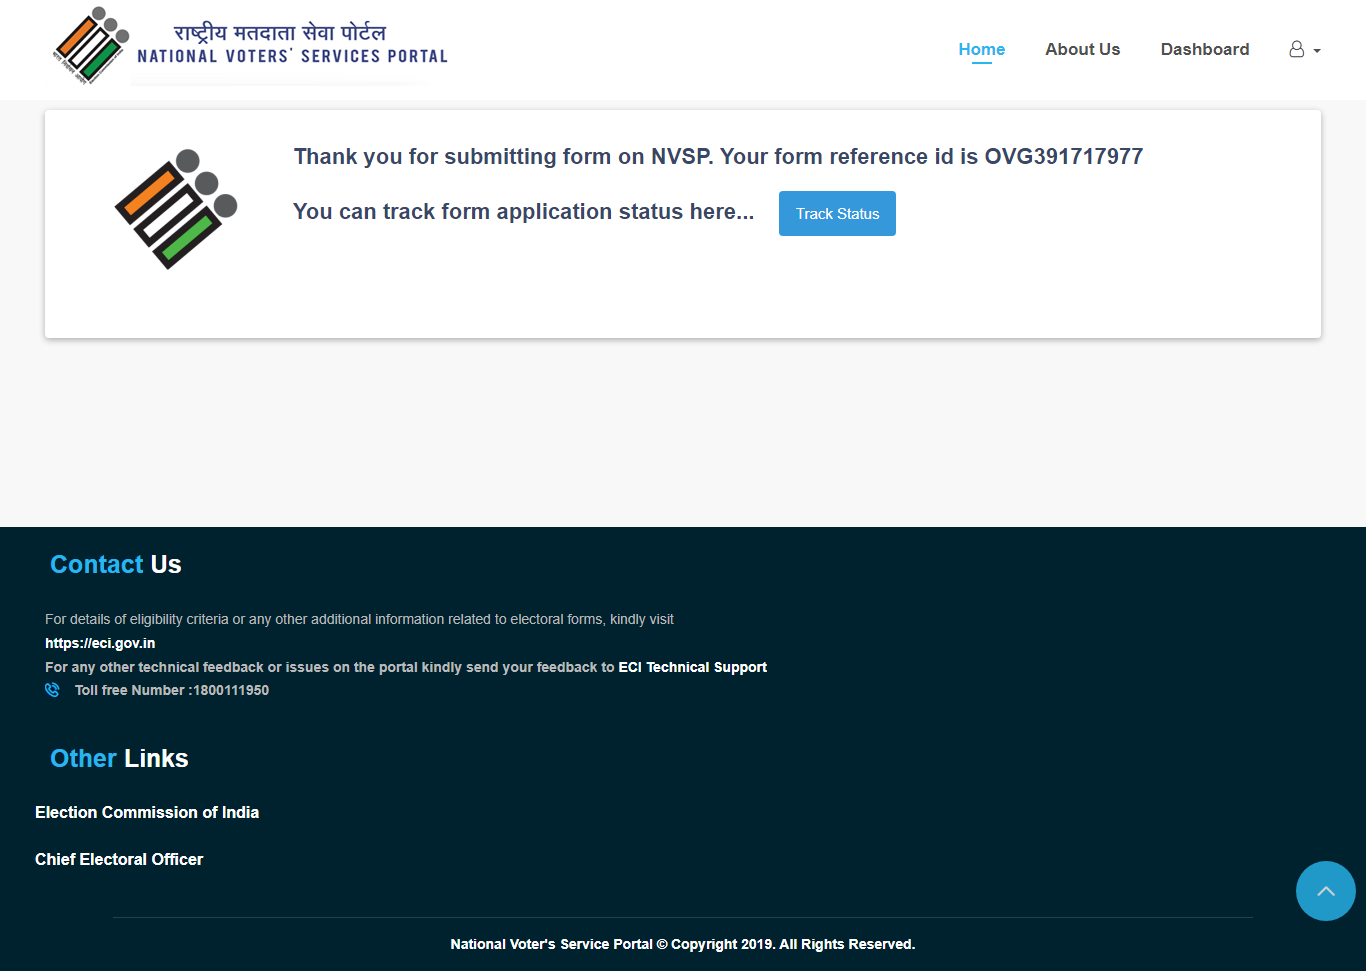 राष्ट्रीय मतदाता सेवा पोर्टल
NATIONAL VOTERS' SERVICES PORTAL
Home
About Us
Dashboard
Thank you for submitting form on NVSP. Your form reference id is OVG391717977
You can track form application status here...
Track Status
Contact Us
For details of eligibility criteria or any other additional information related to electoral forms, kindly visit
https://eci.gov.in
For any other technical feedback or issues on the portal kindly send your feedback to ECI Technical Support
Toll free Number :1800111950
Other Links
Election Commission of India
Chief Electoral Officer
National Voter's Service Portal © Copyright 2019. All Rights Reserved.